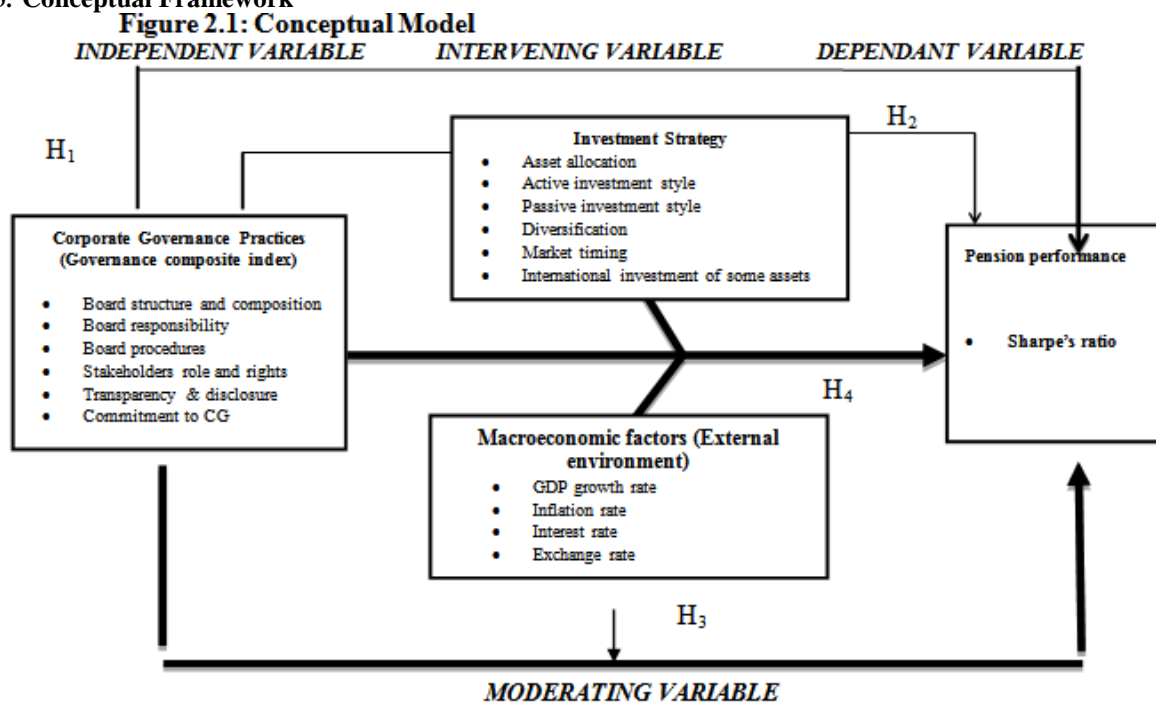 Conceptual Framework
Figure 2.1: Conceptual Model
INDEPENDENT VARIABLE INTERVENING VARIABLE DEPENDANT VARIABLE
H1
H2
Investment Strategy
• Asset allocation
• Active investment style
• Passive investment style
• Diversification
• Market timing
• International investment of some assets
Corporate Governance Practices
(Governance composite index)
• Board structure and composition
• Board responsibility
• Board procedures
• Stakeholders role and rights
• Transparency & disclosure
• Commitment to CG
Pension performance
• Sharpe's ratio
H4
Macroeconomic factors (External
environment)
• GDP growth rate
• Inflation rate
• Interest rate
• Exchange rate
H3
MODERATING VARIABLE